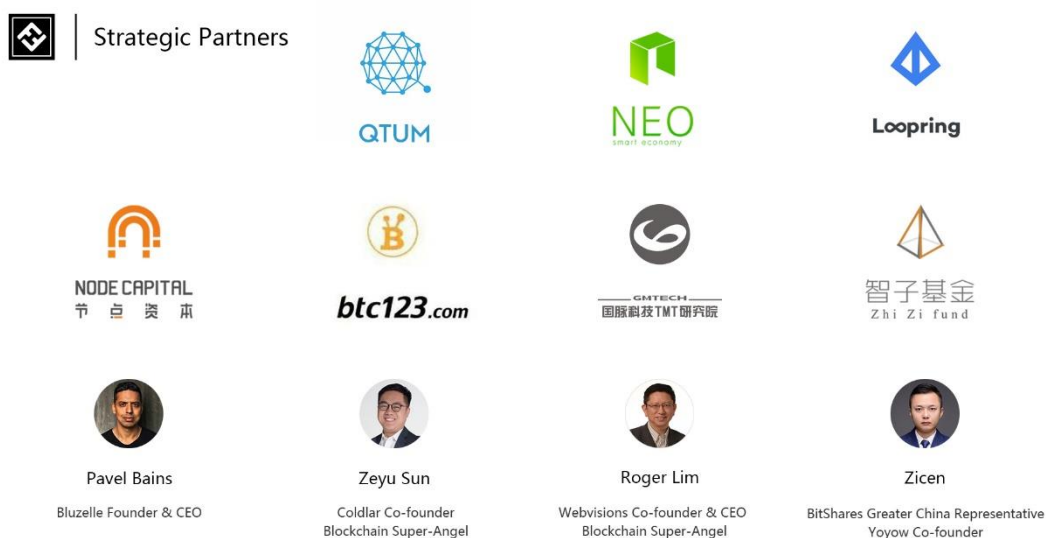 Strategic Partners
QTUM
NEO
smart economy
Loopring
NODE CAPITAL
节点资本
btc123.com
GMTECH
国脉科技TMT研究院
智子基金
Zhi Zi fund
Pavel Bains
Bluzelle Founder & CEO
Zeyu Sun
Coldlar Co-founder
Blockchain Super-Angel
Roger Lim
Webvisions Co-founder & CEO
Blockchain Super-Angel
Zicen
BitShares Greater China Representative
Yoyow Co-founder